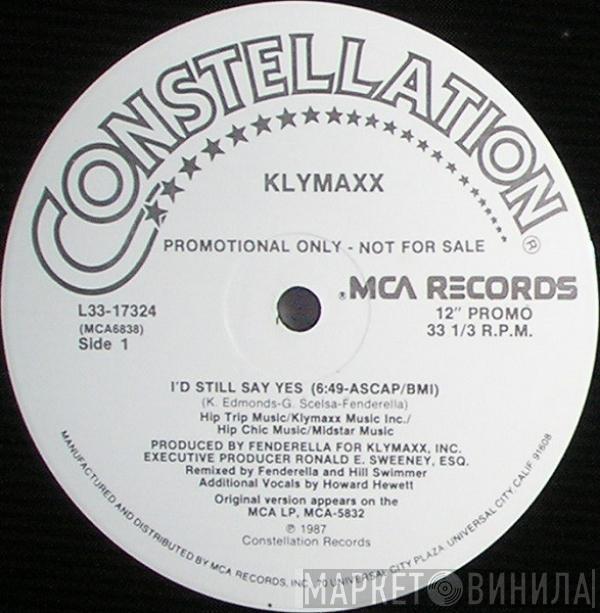 CONSTELLATION®
KLYMAXX
PROMOTIONAL ONLY - NOT FOR SALE
L33-17324
(MCA6838)
Side 1
®MCA RECORDS
12" PROMO
33 1/3 R.P.M.
I'D STILL SAY YES (6:49-ASCAP/BMI)
(K. Edmonds-G. Scelsa-Fenderella)
Hip Trip Music/Klymaxx Music Inc./
Hip Chic Music/Midstar Music
PRODUCED BY FENDERELLA FOR KLYMAXX, INC.
EXECUTIVE PRODUCER RONALD E. SWEENEY, ESQ.
Remixed by Fenderella and Hill Swimmer
Additional Vocals by Howard Hewett
Original version appears on the
MCA LP, MCA-5832
℗ 1987
Constellation Records
MANUFACTURED AND DISTRIBUTED BY MCA RECORDS, INC. 70 UNIVERSAL CITY PLAZA, UNIVERSAL CITY, CALIF. 91608
МАРКЕТ ВИНИЛА